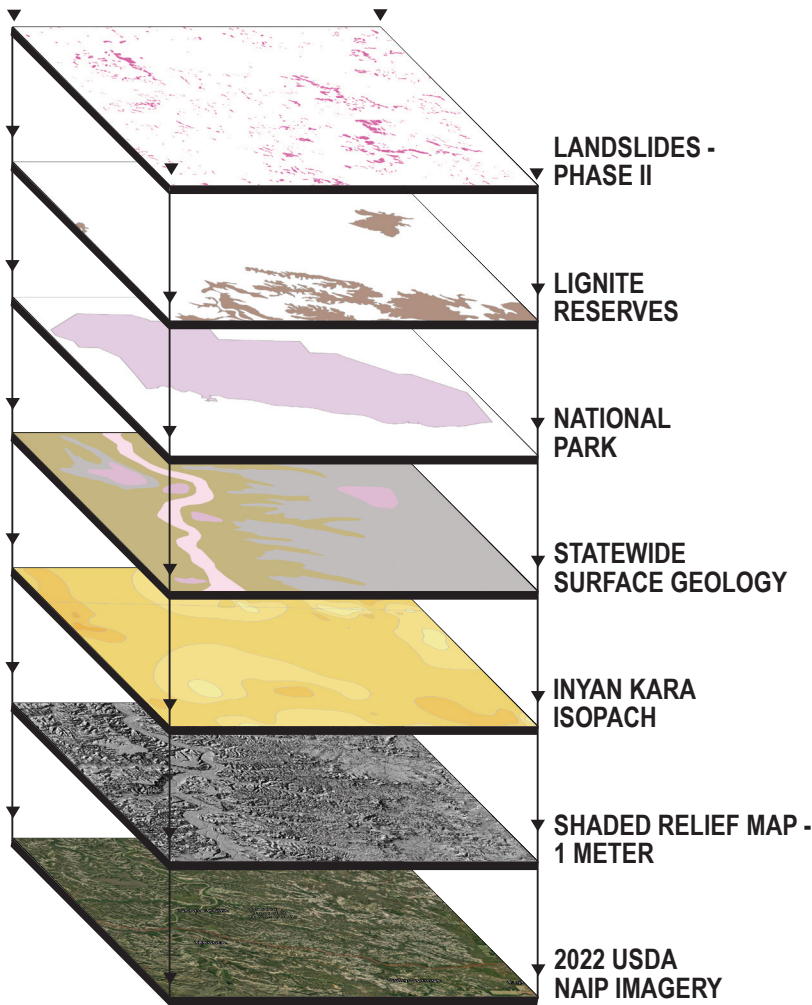 LANDSLIDES -
PHASE II
LIGNITE
RESERVES
NATIONAL
PARK
STATEWIDE
SURFACE GEOLOGY
INYAN KARA
ISOPACH
SHADED RELIEF MAP -
1 METER
2022 USDA
NAIP IMAGERY